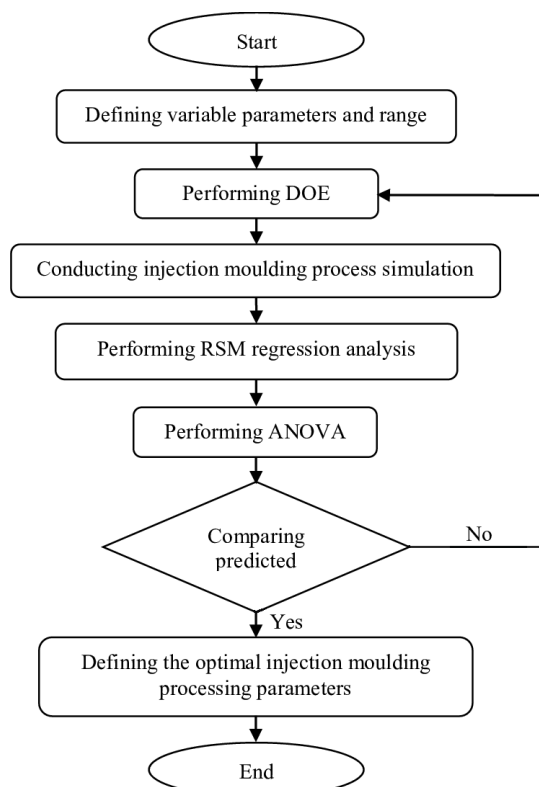 Start
Defining variable parameters and range
Performing DOE
Conducting injection moulding process simulation
Performing RSM regression analysis
Performing ANOVA
Comparing
predicted
No
Yes
Defining the optimal injection moulding
processing parameters
End